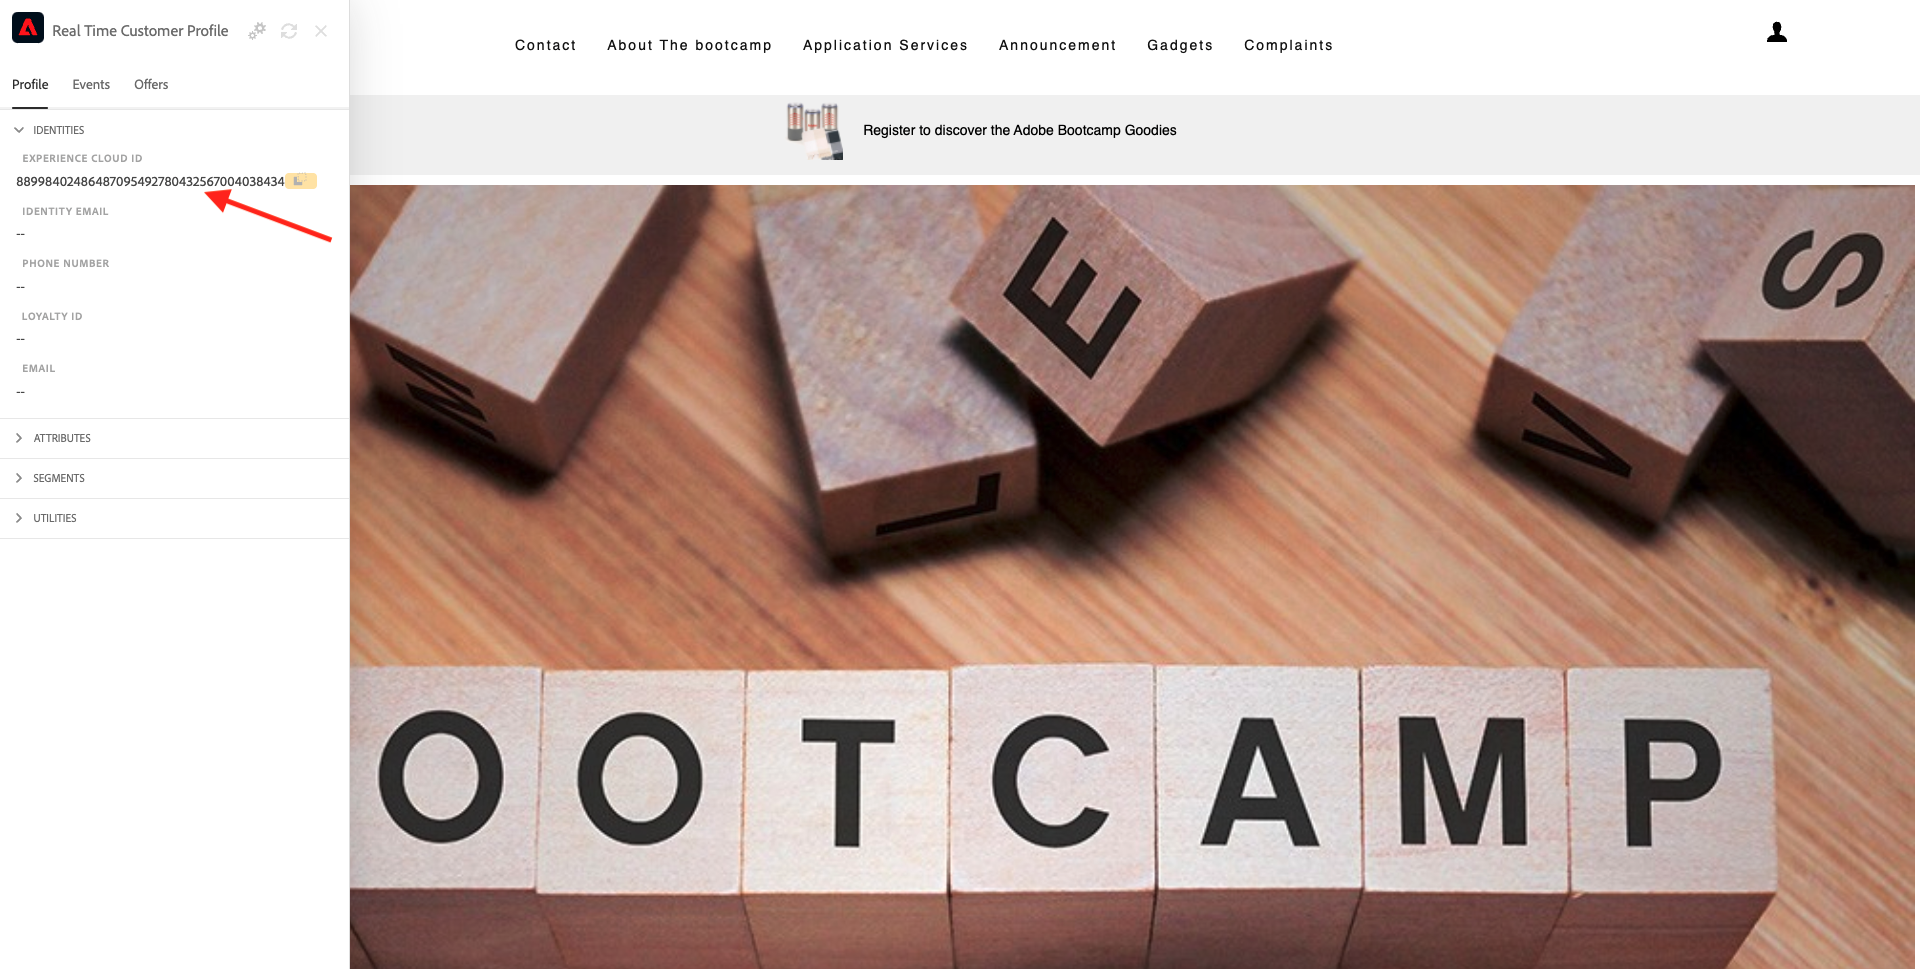 Real Time Customer Profile
Profile Events Offers
IDENTITIES
EXPERIENCE CLOUD ID
88998402486487095492780432567004038434
IDENTITY EMAIL
--
PHONE NUMBER
--
LOYALTY ID
--
EMAIL
--
ATTRIBUTES
SEGMENTS
UTILITIES
Contact About The bootcamp Application Services Announcement Gadgets Complaints
Register to discover the Adobe Bootcamp Goodies
M L E V S
OOTCAMP